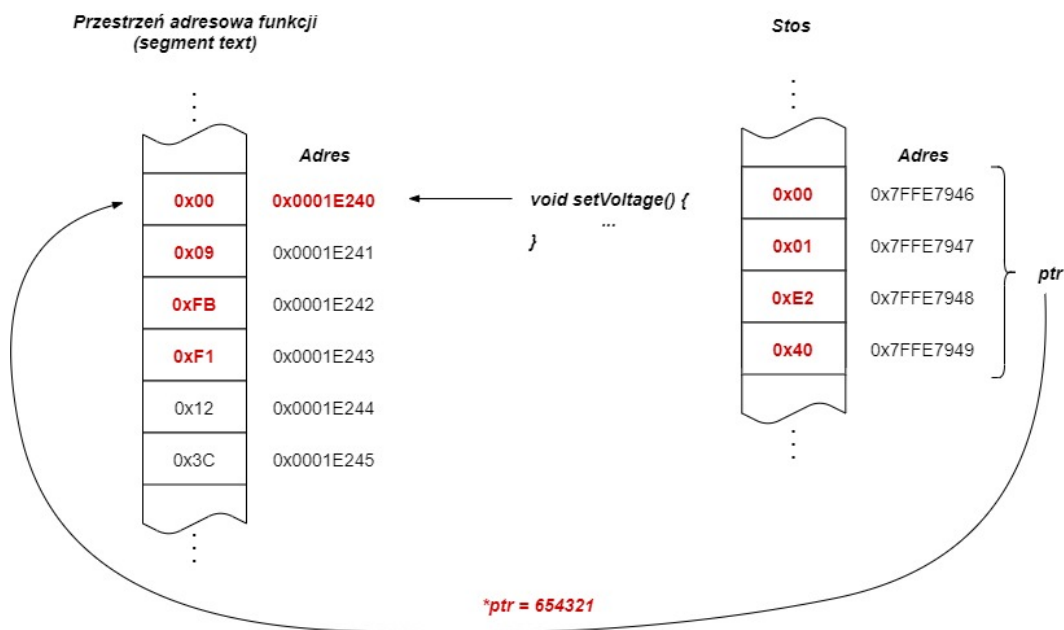 Przestrzeń adresowa funkcji
(segment text)
Stos
Adres
0x00 0x0001E240
0x09 0x0001E241
0xFB 0x0001E242
0xF1 0x0001E243
0x12 0x0001E244
0x3C 0x0001E245
void setVoltage() {
...
}
Adres
0x00 0x7FFE7946
0x01 0x7FFE7947
0xE2 0x7FFE7948
0x40 0x7FFE7949
ptr
*ptr = 654321